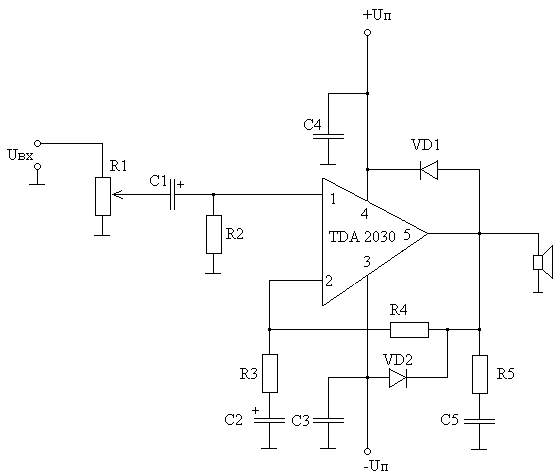 +Uп
C4
VD1
Uвх
R1
C1
+
1
4
R2
TDA 2030
5
3
2
R4
R3
VD2
R5
+
C2
C3
C5
-Uп